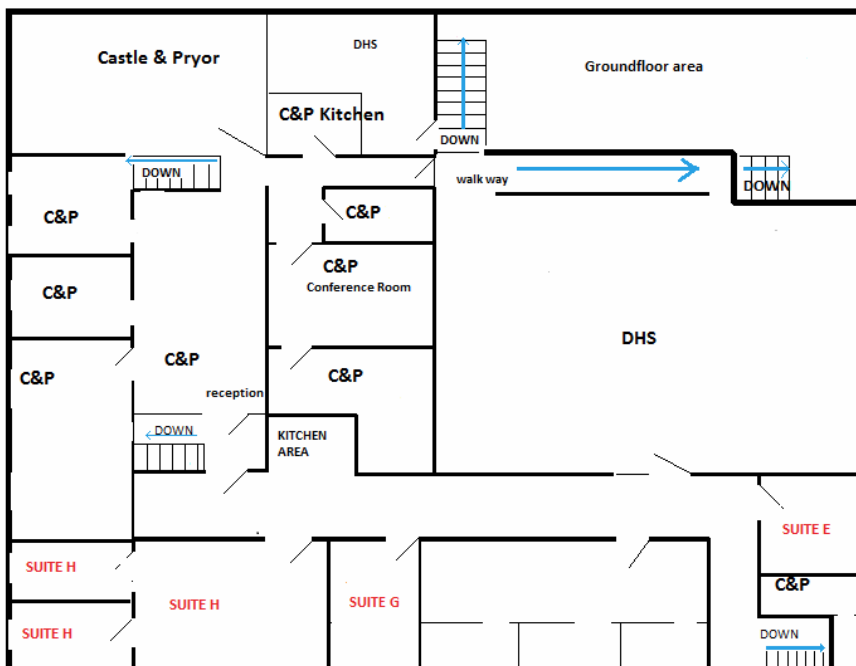 DHS
Castle & Pryor
Groundfloor area
C&P Kitchen
DOWN
DOWN
walk way
DOWN
C&P
C&P
C&P
Conference Room
C&P
DHS
C&P
C&P
C&P
reception
DOWN
KITCHEN
AREA
SUITE E
SUITE H
C&P
SUITE H
SUITE G
SUITE H
DOWN